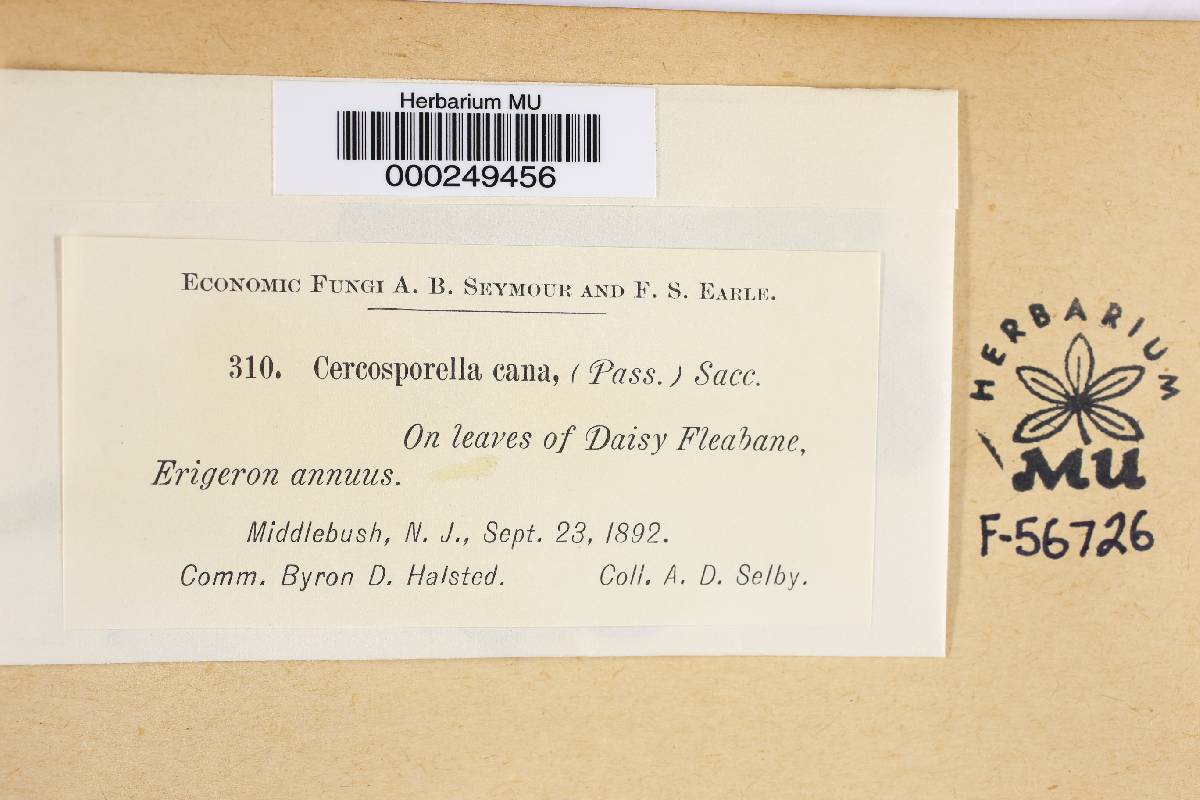 Herbarium MU
000249456
Economic Fungi A. B. Seymour and F. S. Earle.
310. Cercosporella cana, (Pass.) Sacc.
On leaves of Daisy Fleabane,
Erigeron annuus.
Middlebush, N. J., Sept. 23, 1892.
Comm. Byron D. Halsted. Coll. A. D. Selby.
HERBARIUM
MU
F-56726